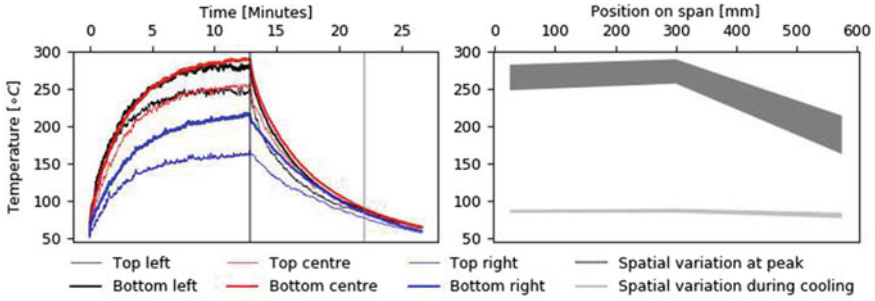 Time [Minutes]
0 5 10 15 20 25
Position on span [mm]
0 100 200 300 400 500 600
Temperature [∘C]
300
250
200
150
100
50
300
250
200
150
100
50
Top left
Top centre
Top right
Spatial variation at peak
Bottom left
Bottom centre
Bottom right
Spatial variation during cooling